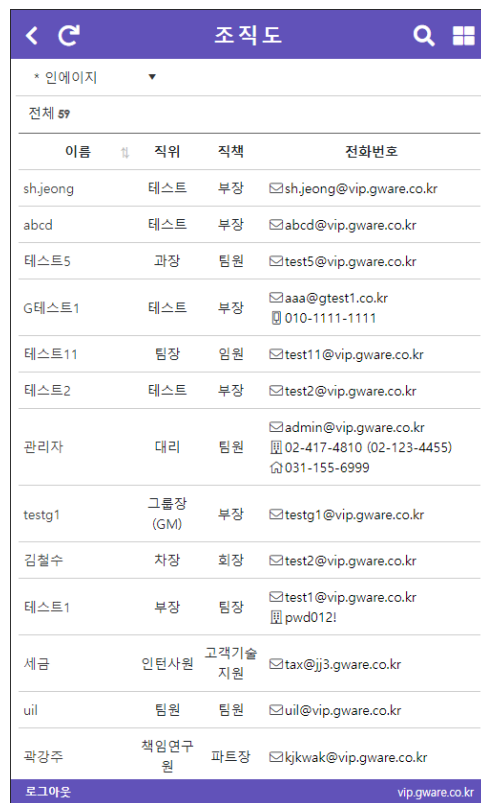 조직도
* 인에이지
전체 59
이름 직위 직책 전화번호
sh.jeong 테스트 부장 sh.jeong@vip.gware.co.kr
abcd 테스트 부장 abcd@vip.gware.co.kr
테스트5 과장 팀원 test5@vip.gware.co.kr
G테스트1 테스트 부장 aaa@gtest1.co.kr
010-1111-1111
테스트11 팀장 임원 test11@vip.gware.co.kr
테스트2 테스트 부장 test2@vip.gware.co.kr
관리자 대리 팀원 admin@vip.gware.co.kr
02-417-4810 (02-123-4455)
031-155-6999
testg1 그룹장 부장 testg1@vip.gware.co.kr
(GM)
김철수 차장 회장 test2@vip.gware.co.kr
테스트1 부장 팀장 test1@vip.gware.co.kr
pwd012!
세금 인턴사원 고객기술 tax@jj3.gware.co.kr
지원
uil 팀원 팀원 uil@vip.gware.co.kr
곽강주 책임연구 파트장 kjkwak@vip.gware.co.kr
원
로그아웃 vip.gware.co.kr